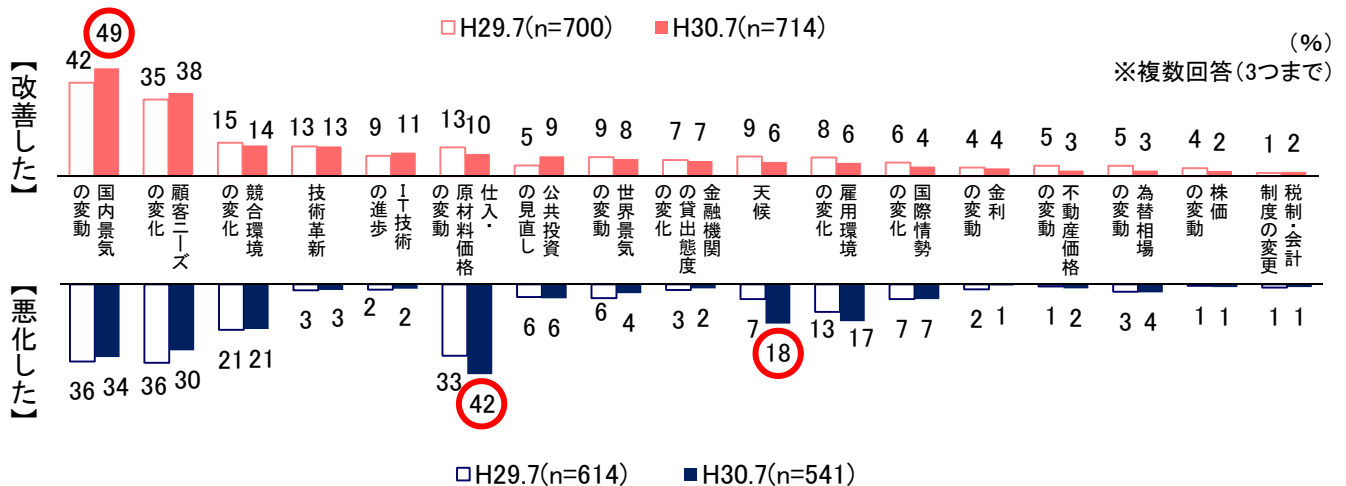 □H29.7(n=700) ■H30.7(n=714)
(%)
※複数回答(3つまで)
【改善した】
42 49 35 38 15 14 13 13 9 11 13 10 5 9 9 8 7 7 9 6 8 6 6 4 4 4 5 3 5 3 4 2 1 2
国内景気
の変動
顧客ニーズ
の変化
競合環境
の変化
技術革新
IT技術
の進歩
仕入・
原材料価格
の変動
公共投資
の見直し
世界景気
の変動
金融機関
の貸出態度
の変化
天候
雇用環境
の変化
国際情勢
の変化
金利
の変動
不動産価格
の変動
為替相場
の変動
株価
の変動
税制・会計
制度の変更
【悪化した】
36 34 36 30 21 21 3 3 2 2 33 42 6 6 6 4 3 2 7 18 13 17 7 7 2 1 1 2 3 4 1 1 1 1
□H29.7(n=614) ■H30.7(n=541)